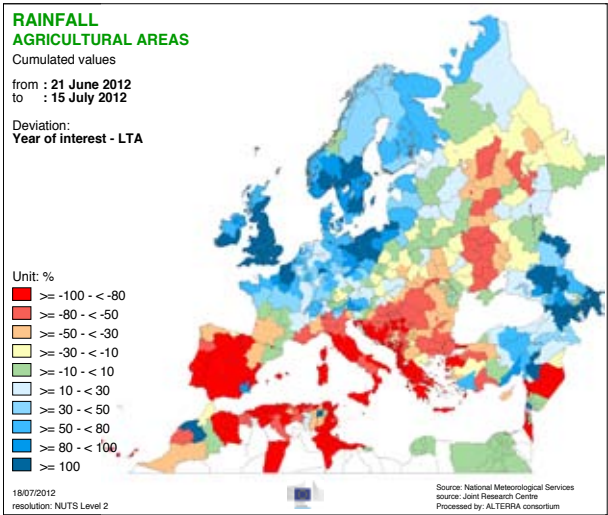 RAINFALL
AGRICULTURAL AREAS
Cumulated values
from : 21 June 2012
to : 15 July 2012
Deviation:
Year of interest - LTA
Unit: %
>= -100 - < -80
>= -80 - < -50
>= -50 - < -30
>= -30 - < -10
>= -10 - < 10
>= 10 - < 30
>= 30 - < 50
>= 50 - < 80
>= 80 - < 100
>= 100
18/07/2012
resolution: NUTS Level 2
Source: National Meteorological Services
source: Joint Research Centre
Processed by: ALTERRA consortium